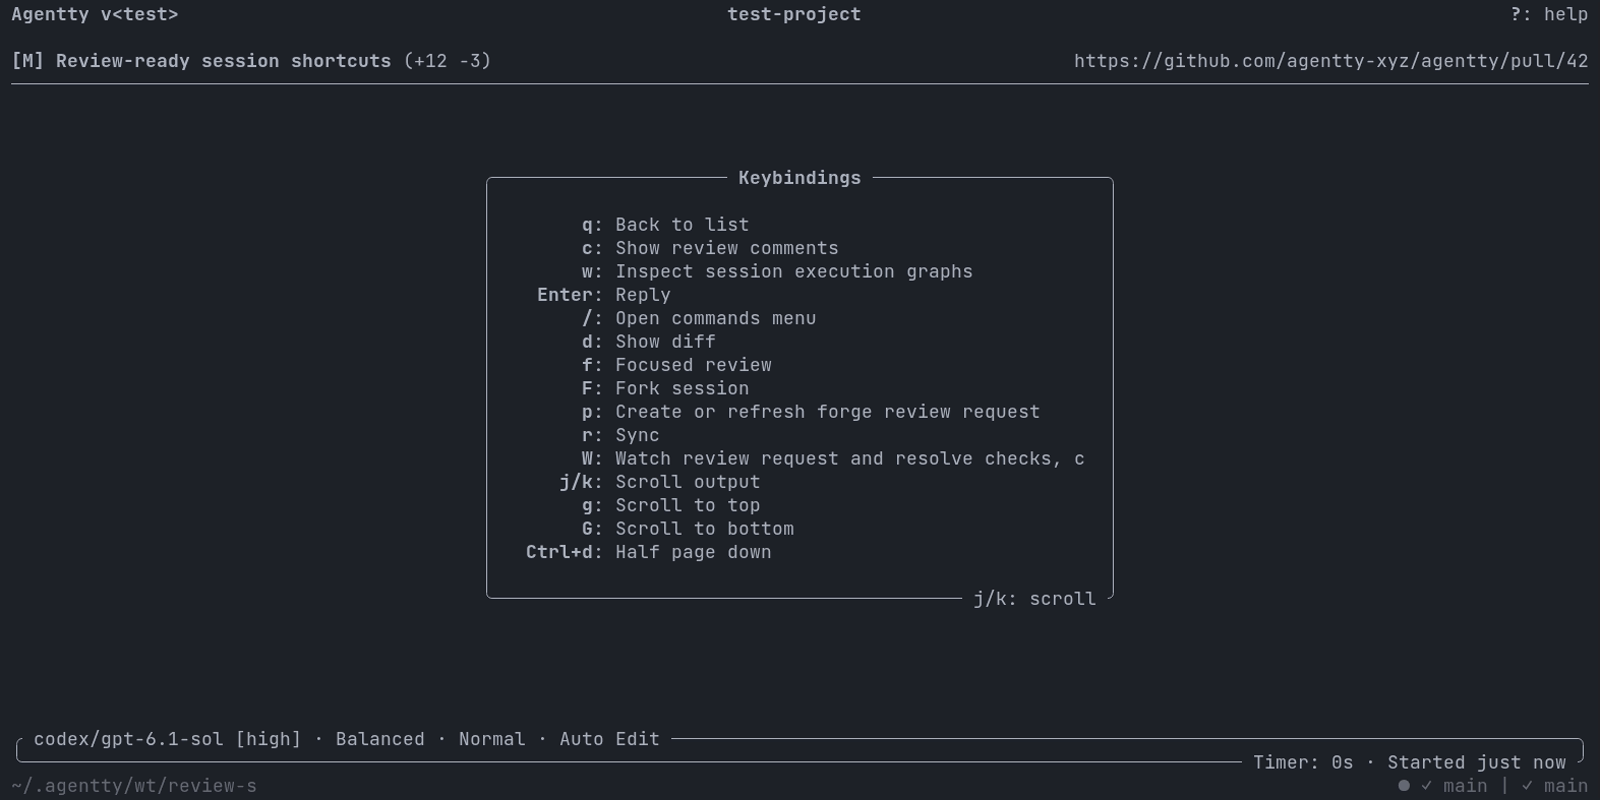 Agentty v<test> test-project ?: help
[M] Review-ready session shortcuts (+12 -3) https://github.com/agentty-xyz/agentty/pull/42
Keybindings
q: Back to list
c: Show review comments
w: Inspect session execution graphs
Enter: Reply
/: Open commands menu
d: Show diff
f: Focused review
F: Fork session
p: Create or refresh forge review request
r: Sync
W: Watch review request and resolve checks, c
j/k: Scroll output
g: Scroll to top
G: Scroll to bottom
Ctrl+d: Half page down
j/k: scroll
codex/gpt-6.1-sol [high] · Balanced · Normal · Auto Edit
Timer: 0s · Started just now
~/.agentty/wt/review-s ● ✓ main | ✓ main